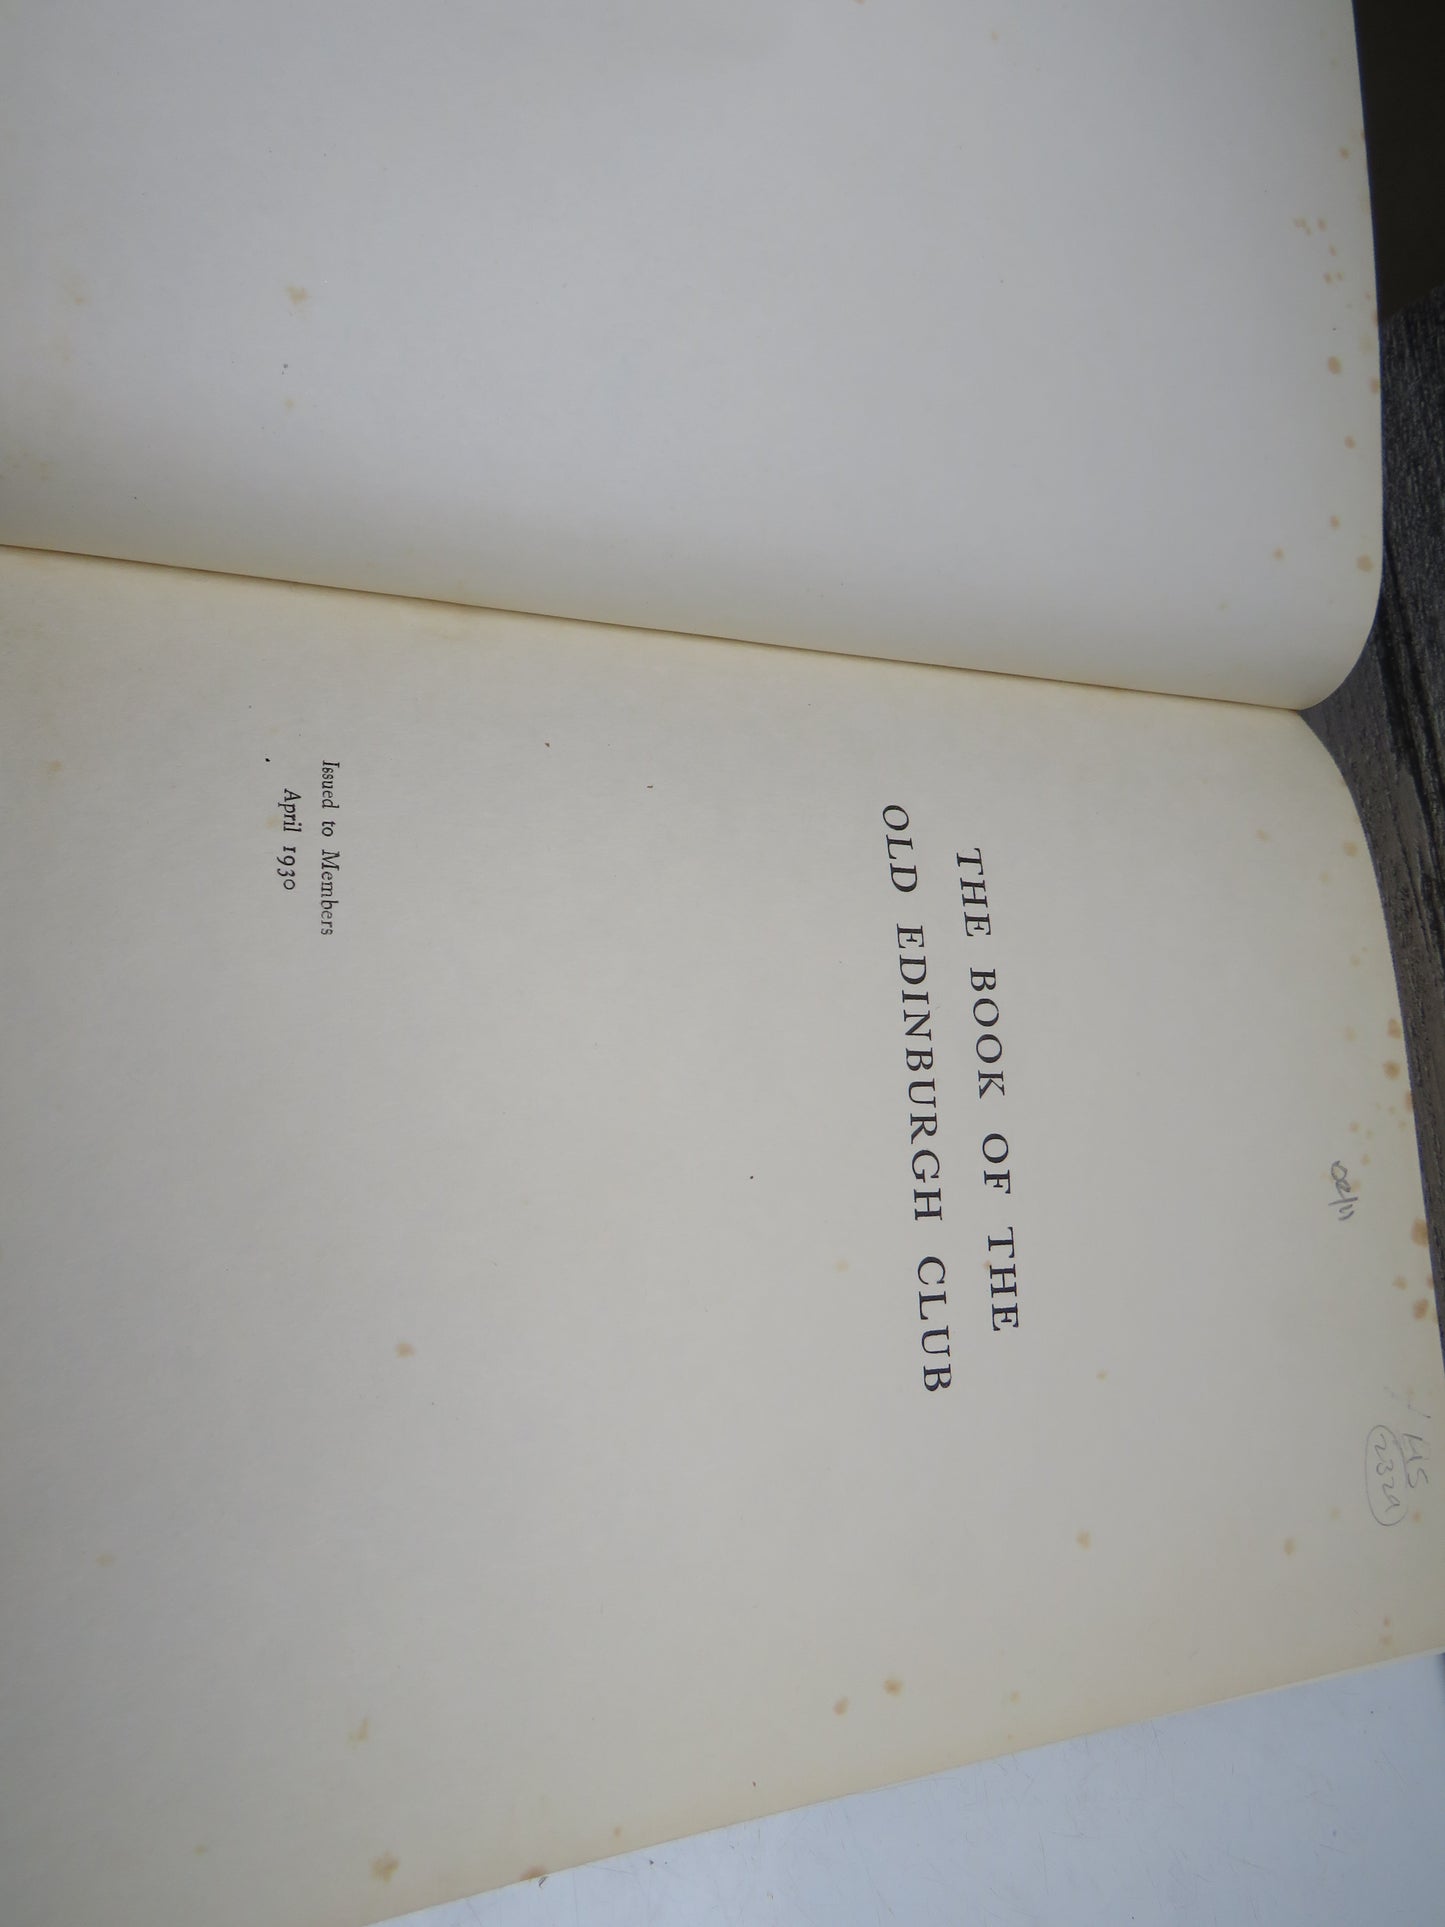 THE BOOK OF THE
OLD EDINBURGH CLUB
Issued to Members
April 1930